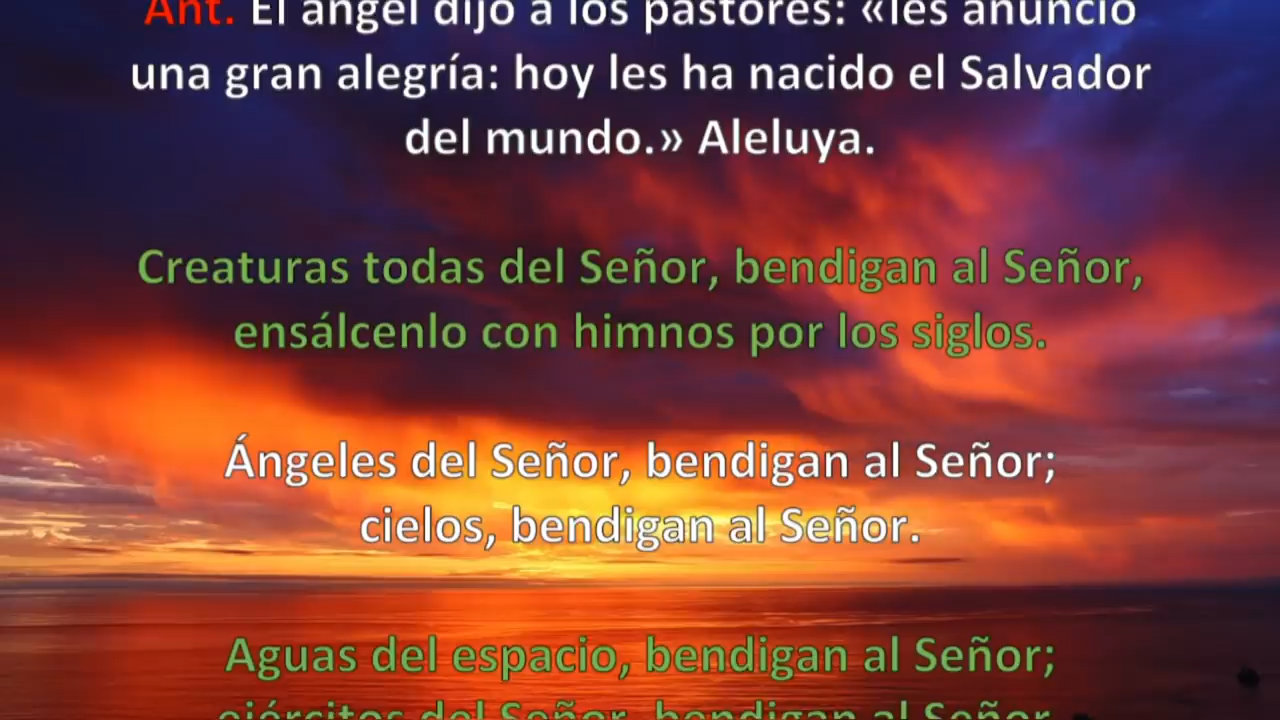 Ant. El ángel dijo a los pastores: «les anuncio
una gran alegría: hoy les ha nacido el Salvador
del mundo.» Aleluya.
Creaturas todas del Señor, bendigan al Señor,
ensálcenlo con himnos por los siglos.
Ángeles del Señor, bendigan al Señor;
cielos, bendigan al Señor.
Aguas del espacio, bendigan al Señor;
ejércitos del Señor, bendigan al Señor.